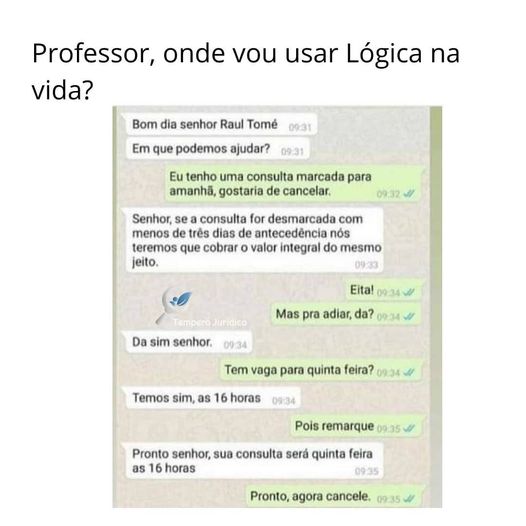 Professor, onde vou usar Lógica na
vida?
Bom dia senhor Raul Tomé 09:31
Em que podemos ajudar? 09:31
Eu tenho uma consulta marcada para
amanhã, gostaria de cancelar. 09:32
Senhor, se a consulta for desmarcada com
menos de três dias de antecedência nós
teremos que cobrar o valor integral do mesmo
jeito. 09:33
Eita! 09:34
Mas pra adiar, da? 09:34
Tempero Jurídico
Da sim senhor. 09:34
Tem vaga para quinta feira? 09:34
Temos sim, as 16 horas 09:34
Pois remarque 09:35
Pronto senhor, sua consulta será quinta feira
as 16 horas 09:35
Pronto, agora cancele. 09:35